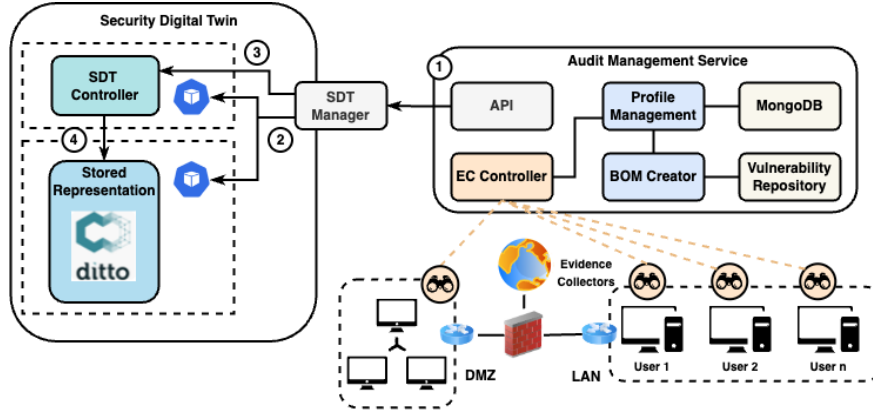 Security Digital Twin
SDT
Controller
3
2
4
Stored
Representation
ditto
SDT
Manager
1
Audit Management Service
API
Profile
Management
MongoDB
EC Controller
BOM Creator
Vulnerability
Repository
Evidence
Collectors
DMZ
LAN
User 1
User 2
User n